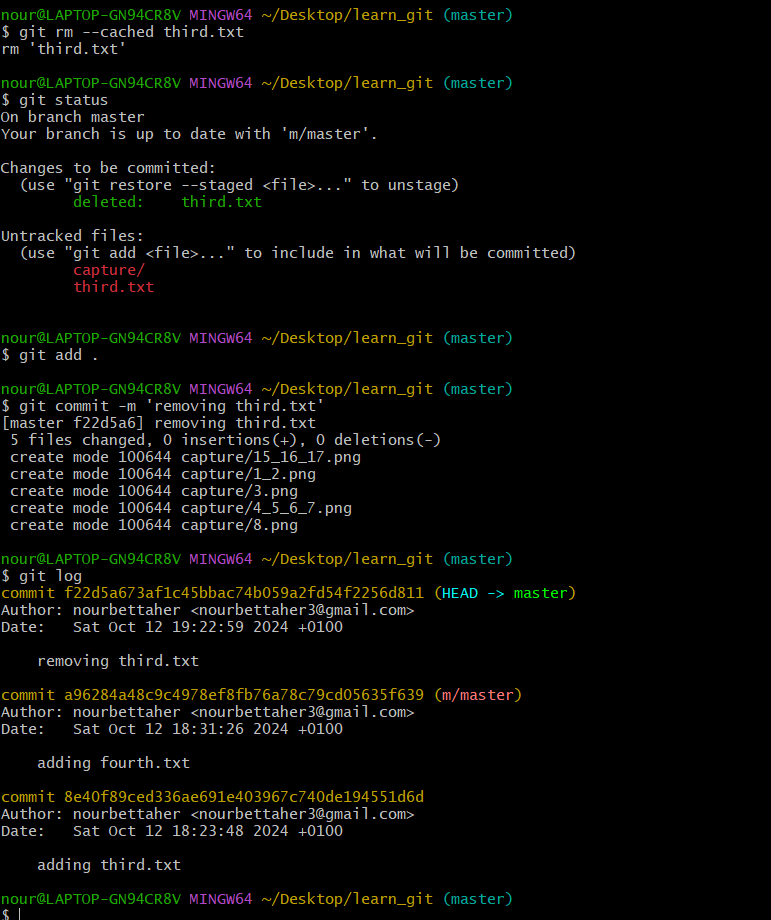 nour@LAPTOP-GN94CR8V MINGW64 ~/Desktop/learn_git (master)
$ git rm --cached third.txt
rm 'third.txt'
nour@LAPTOP-GN94CR8V MINGW64 ~/Desktop/learn_git (master)
$ git status
On branch master
Your branch is up to date with 'm/master'.
Changes to be committed:
  (use "git restore --staged <file>..." to unstage)
        deleted:    third.txt
Untracked files:
  (use "git add <file>..." to include in what will be committed)
        capture/
        third.txt
nour@LAPTOP-GN94CR8V MINGW64 ~/Desktop/learn_git (master)
$ git add .
nour@LAPTOP-GN94CR8V MINGW64 ~/Desktop/learn_git (master)
$ git commit -m 'removing third.txt'
[master f22d5a6] removing third.txt
 5 files changed, 0 insertions(+), 0 deletions(-)
 create mode 100644 capture/15_16_17.png
 create mode 100644 capture/1_2.png
 create mode 100644 capture/3.png
 create mode 100644 capture/4_5_6_7.png
 create mode 100644 capture/8.png
nour@LAPTOP-GN94CR8V MINGW64 ~/Desktop/learn_git (master)
$ git log
commit f22d5a673af1c45bbac74b059a2fd54f2256d811 (HEAD -> master)
Author: nourbettaher <nourbettaher3@gmail.com>
Date:   Sat Oct 12 19:22:59 2024 +0100
    removing third.txt
commit a96284a48c9c4978ef8fb76a78c79cd05635f639 (m/master)
Author: nourbettaher <nourbettaher3@gmail.com>
Date:   Sat Oct 12 18:31:26 2024 +0100
    adding fourth.txt
commit 8e40f89ced336ae691e403967c740de194551d6d
Author: nourbettaher <nourbettaher3@gmail.com>
Date:   Sat Oct 12 18:23:48 2024 +0100
    adding third.txt
nour@LAPTOP-GN94CR8V MINGW64 ~/Desktop/learn_git (master)
$